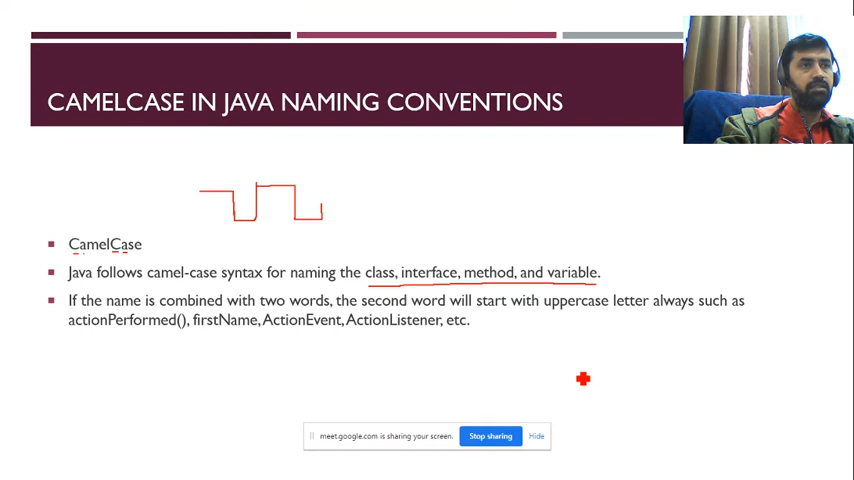 CAMELCASE IN JAVA NAMING CONVENTIONS
CamelCase
Java follows camel-case syntax for naming the class, interface, method, and variable.
If the name is combined with two words, the second word will start with uppercase letter always such as
actionPerformed(), firstName, ActionEvent, ActionListener, etc.
meet.google.com is sharing your screen. Stop sharing Hide